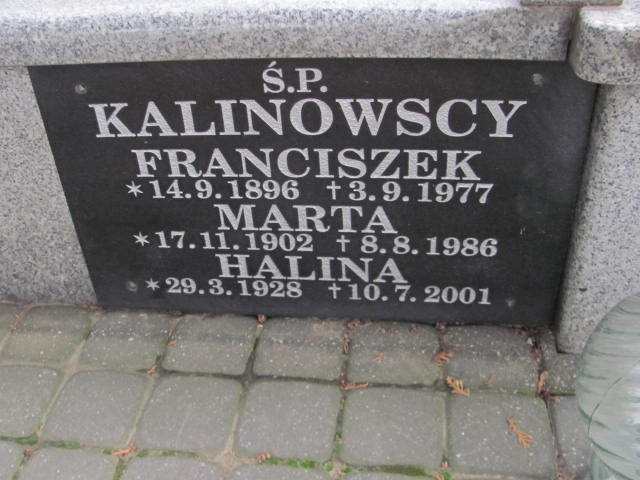 Ś.P.
KALINOWSCY
FRANCISZEK
*14.9.1896 †3.9.1977
MARTA
*17.11.1902 †8.8.1986
HALINA
*29.3.1928 †10.7.2001